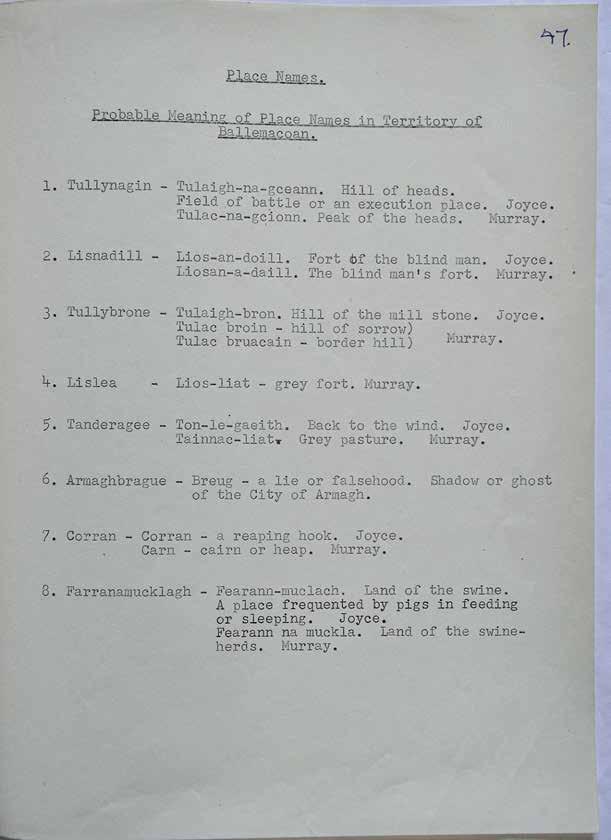 47.
Place Names.
Probable Meaning of Place Names in Territory of
Ballemacoan.
1. Tullynagin - Tulaigh-na-gceann. Hill of heads.
Field of battle or an execution place. Joyce.
Tulac-na-gcionn. Peak of the heads. Murray.
2. Lisnadill - Lios-an-doill. Fort of the blind man. Joyce.
Liosan-a-daill. The blind man's fort. Murray.
3. Tullybrone - Tulaigh-bron. Hill of the mill stone. Joyce.
Tulac broin - hill of sorrow)
Tulac bruacain - border hill) Murray.
4. Lislea - Lios-liat - grey fort. Murray.
5. Tanderagee - Ton-le-gaeith. Back to the wind. Joyce.
Tainnac-liat. Grey pasture. Murray.
6. Armaghbrague - Breug - a lie or falsehood. Shadow or ghost
of the City of Armagh.
7. Corran - Corran - a reaping hook. Joyce.
Carn - cairn or heap. Murray.
8. Farranamucklagh - Fearann-muclach. Land of the swine.
A place frequented by pigs in feeding
or sleeping. Joyce.
Fearann na muckla. Land of the swine-
herds. Murray.